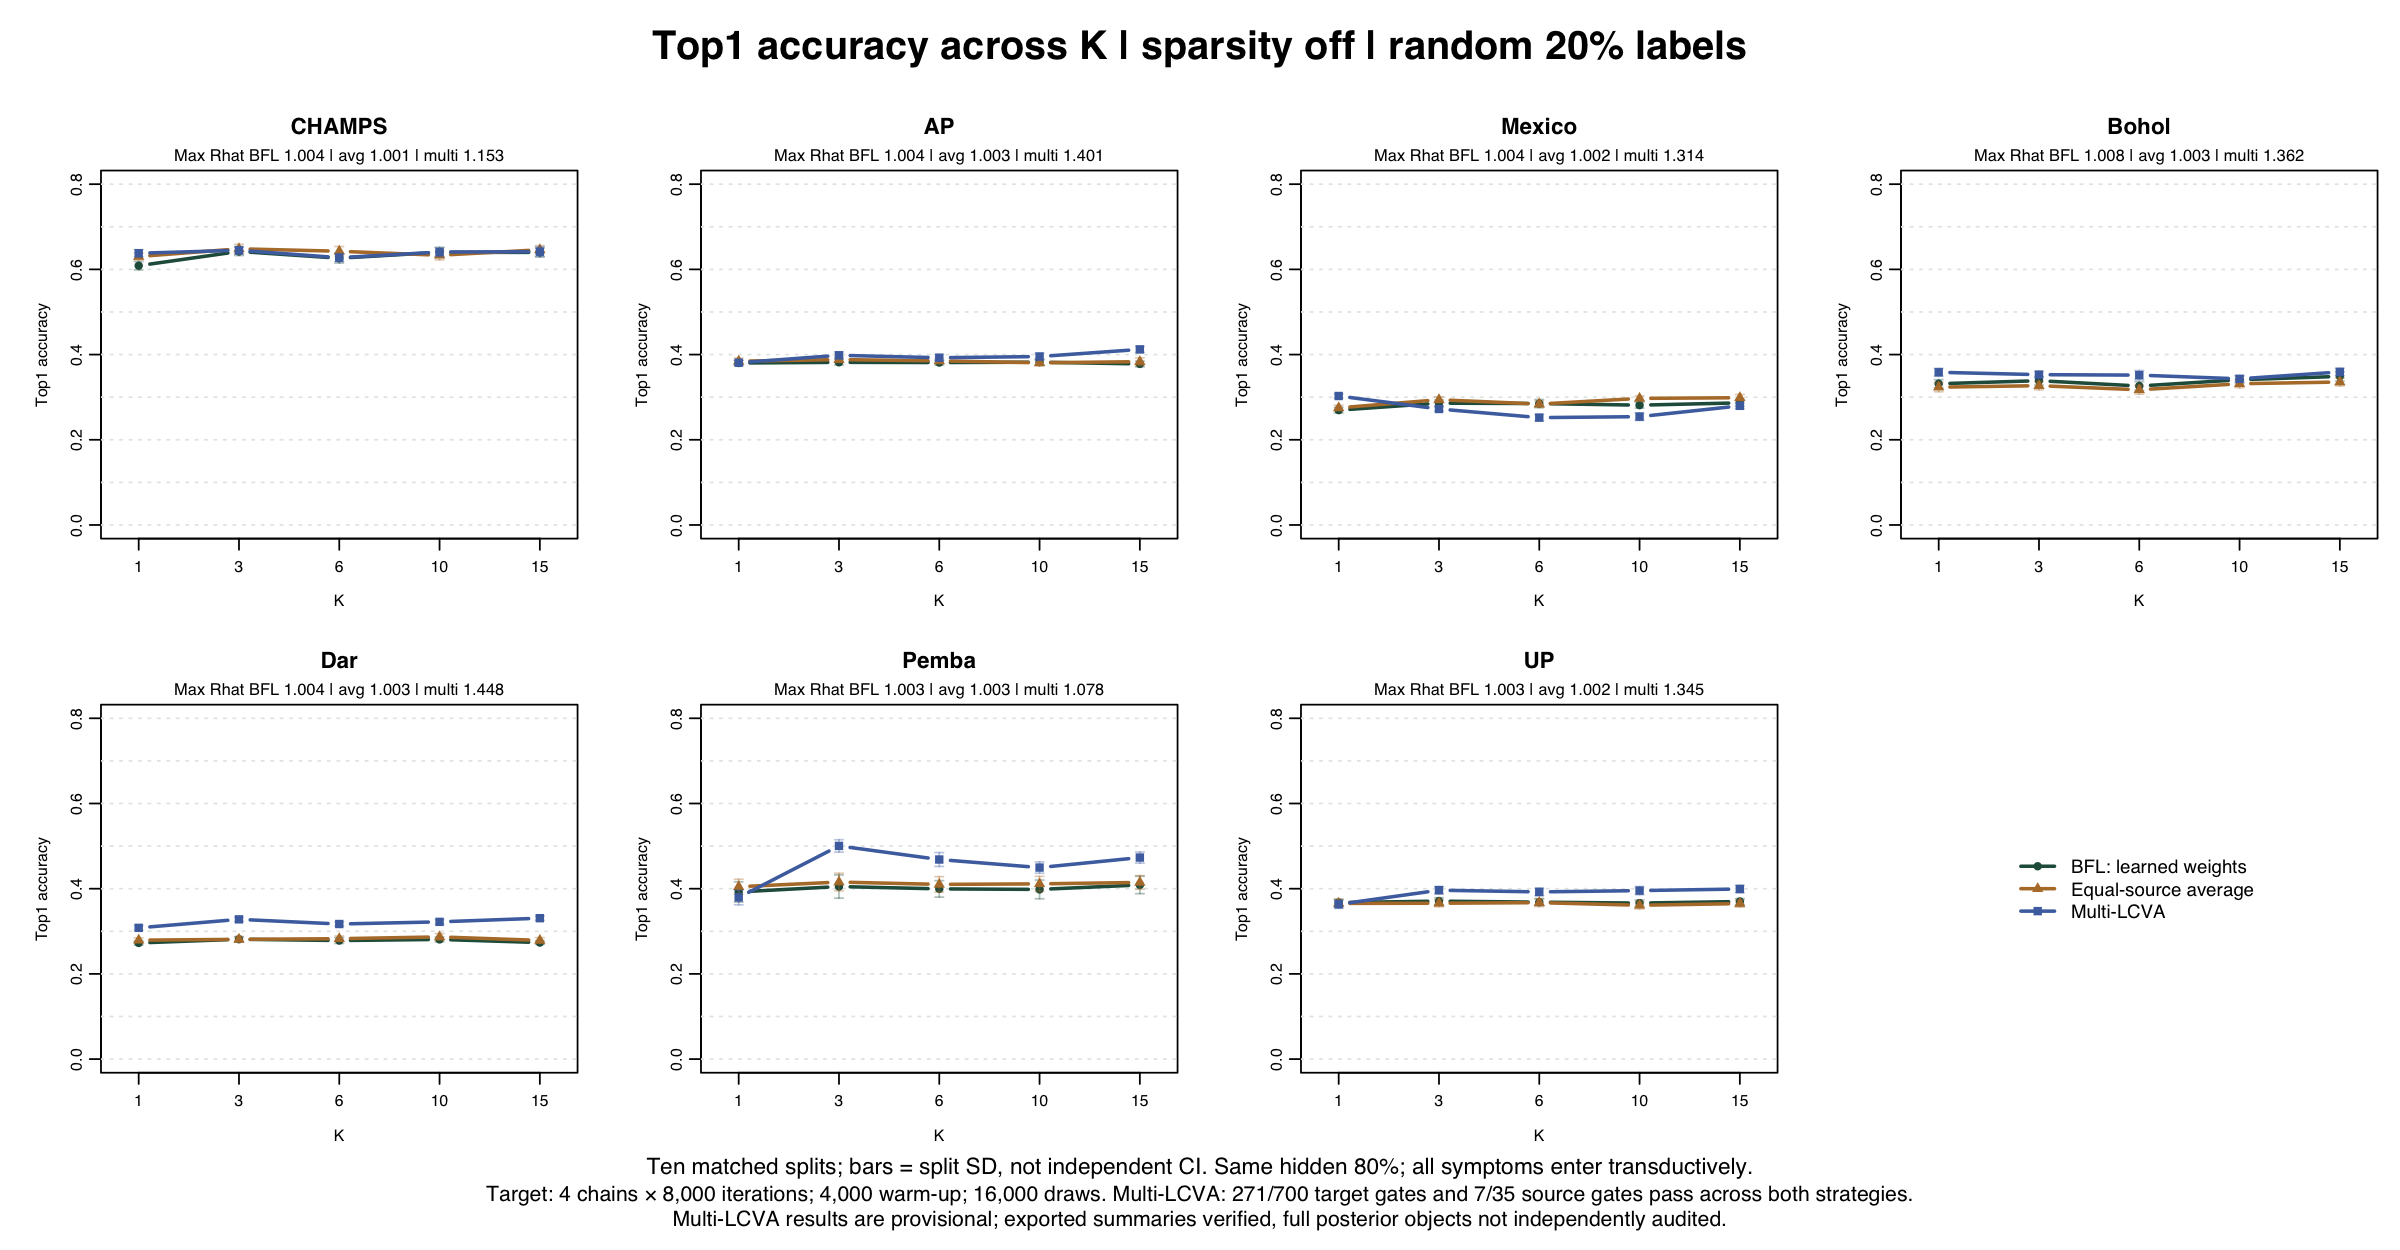 Top1 accuracy across K | sparsity off | random 20% labels
CHAMPS
Max Rhat BFL 1.004 | avg 1.001 | multi 1.153
Top1 accuracy
0.8
0.6
0.4
0.2
0.0
1 3 6 10 15
K
AP
Max Rhat BFL 1.004 | avg 1.003 | multi 1.401
Top1 accuracy
0.8
0.6
0.4
0.2
0.0
1 3 6 10 15
K
Mexico
Max Rhat BFL 1.004 | avg 1.002 | multi 1.314
Top1 accuracy
0.8
0.6
0.4
0.2
0.0
1 3 6 10 15
K
Bohol
Max Rhat BFL 1.008 | avg 1.003 | multi 1.362
Top1 accuracy
0.8
0.6
0.4
0.2
0.0
1 3 6 10 15
K
Dar
Max Rhat BFL 1.004 | avg 1.003 | multi 1.448
Top1 accuracy
0.8
0.6
0.4
0.2
0.0
1 3 6 10 15
K
Pemba
Max Rhat BFL 1.003 | avg 1.003 | multi 1.078
Top1 accuracy
0.8
0.6
0.4
0.2
0.0
1 3 6 10 15
K
UP
Max Rhat BFL 1.003 | avg 1.002 | multi 1.345
Top1 accuracy
0.8
0.6
0.4
0.2
0.0
1 3 6 10 15
K
BFL: learned weights
Equal-source average
Multi-LCVA
Ten matched splits; bars = split SD, not independent CI. Same hidden 80%; all symptoms enter transductively.
Target: 4 chains × 8,000 iterations; 4,000 warm-up; 16,000 draws. Multi-LCVA: 271/700 target gates and 7/35 source gates pass across both strategies.
Multi-LCVA results are provisional; exported summaries verified, full posterior objects not independently audited.